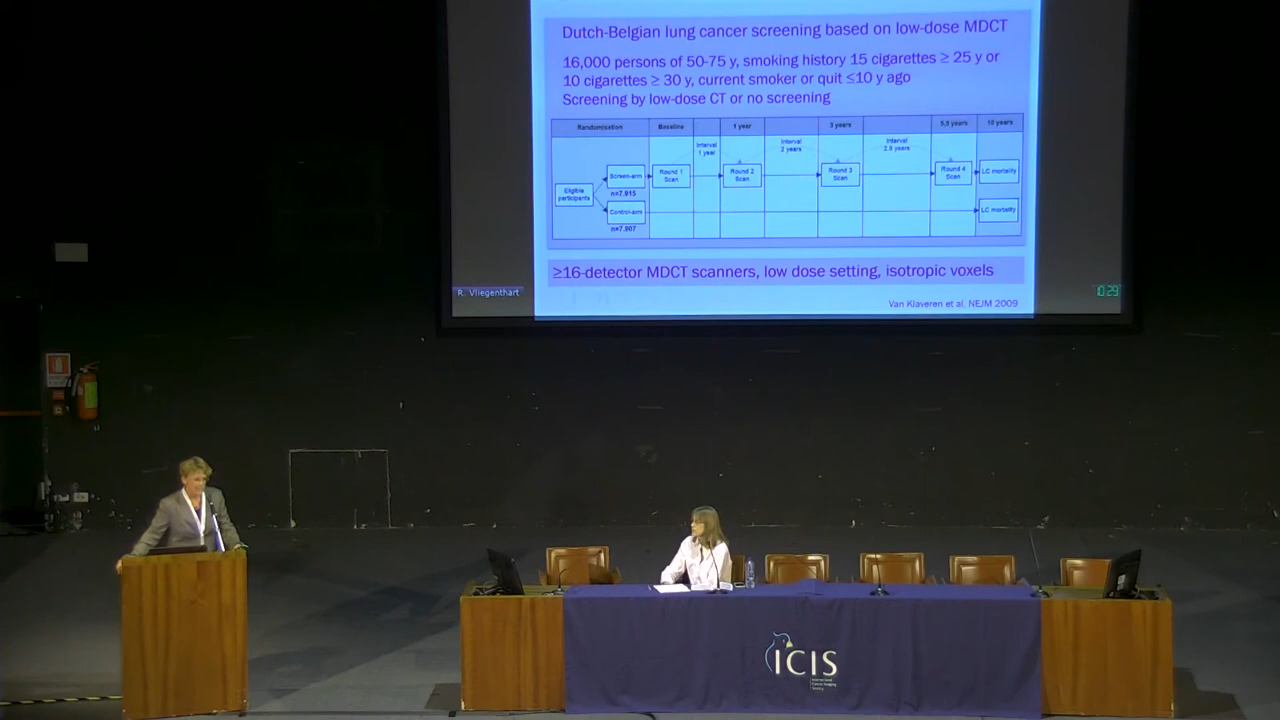 Dutch-Belgian lung cancer screening based on low-dose MDCT
16,000 persons of 50-75 y, smoking history 15 cigarettes ≥ 25 y or
10 cigarettes ≥ 30 y, current smoker or quit ≤10 y ago
Screening by low-dose CT or no screening
Randomisation Baseline 1 year 3 years 5,5 years 10 years
Interval
1 year
Interval
2 years
Interval
2.5 years
Eligible
participants
Screen-arm
n=7.915
Control-arm
n=7.907
Round 1
Scan
Round 2
Scan
Round 3
Scan
Round 4
Scan
LC mortality
LC mortality
≥16-detector MDCT scanners, low dose setting, isotropic voxels
Van Klaveren et al. NEJM 2009
R. Vliegenthart
10:29
ICIS
International
Cancer Imaging
Society